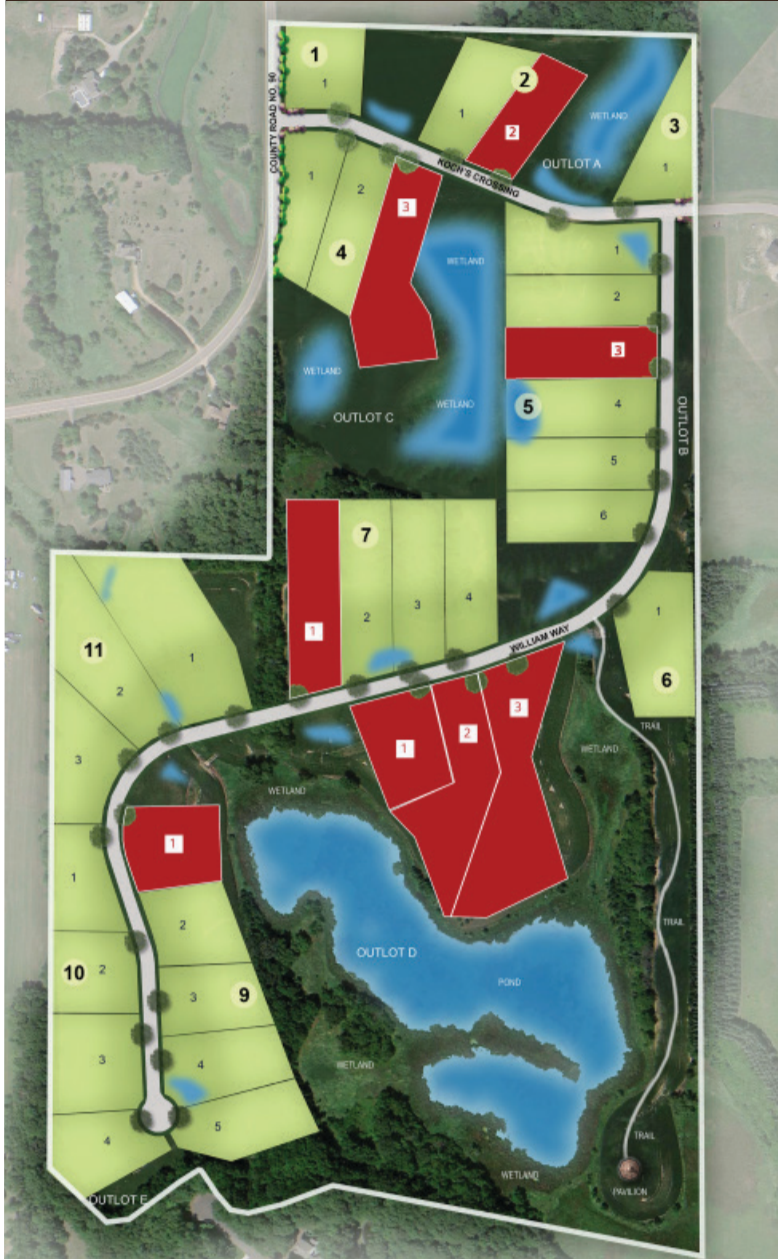 1
1
2
1
2
WETLAND
3
1
COUNTY ROAD NO. 90
OUTLOT A
KOCH'S CROSSING
1
2
3
4
WETLAND
WETLAND
WETLAND
OUTLOT C
1
2
3
5
4
5
6
OUTLOT B
7
1
2
3
4
WILLIAM WAY
1
6
TRAIL
11
1
2
3
1
2
3
WETLAND
WETLAND
1
1
2
10
2
3
9
3
4
4
5
OUTLOT D
POND
TRAIL
WETLAND
TRAIL
WETLAND
PAVILION
OUTLOT E